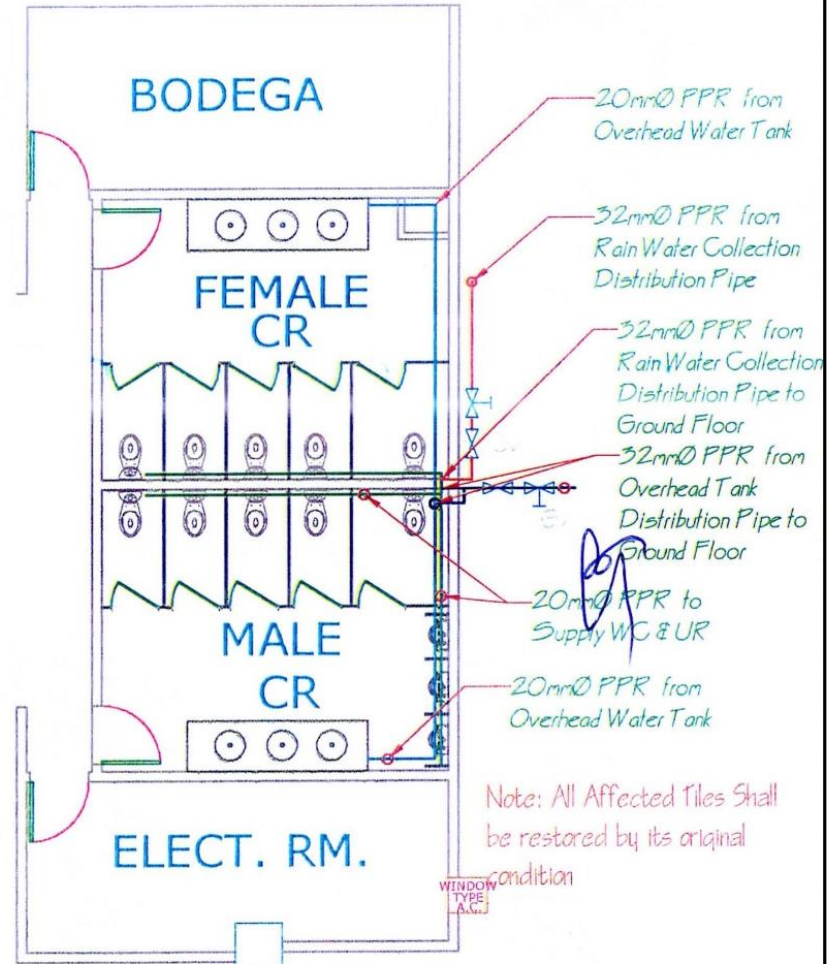 BODEGA
20mmØ PPR from
Overhead Water Tank
32mmØ PPR from
Rain Water Collection
Distribution Pipe
FEMALE
CR
32mmØ PPR from
Rain Water Collection
Distribution Pipe to
Ground Floor
32mmØ PPR from
Overhead Tank
Distribution Pipe to
Ground Floor
20mmØ PPR to
Supply WC & UR
MALE
CR
20mmØ PPR from
Overhead Water Tank
Note: All Affected Tiles Shall
be restored by its original
condition
ELECT. RM.
WINDOW
TYPE
A.C.